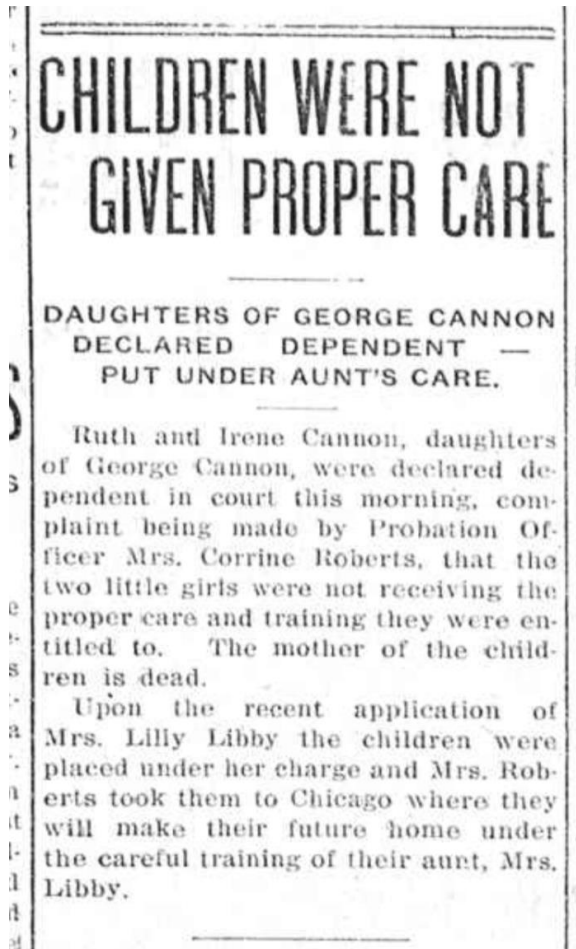 CHILDREN WERE NOT
GIVEN PROPER CARE
DAUGHTERS OF GEORGE CANNON
DECLARED DEPENDENT —
PUT UNDER AUNT'S CARE.
Ruth and Irene Cannon, daughters
of George Cannon, were declared de-
pendent in court this morning, com-
plaint being made by Probation Of-
ficer Mrs. Corrine Roberts, that the
two little girls were not receiving the
proper care and training they were en-
titled to. The mother of the child-
ren is dead.
Upon the recent application of
Mrs. Lilly Libby the children were
placed under her charge and Mrs. Rob-
erts took them to Chicago where they
will make their future home under
the careful training of their aunt, Mrs.
Libby.